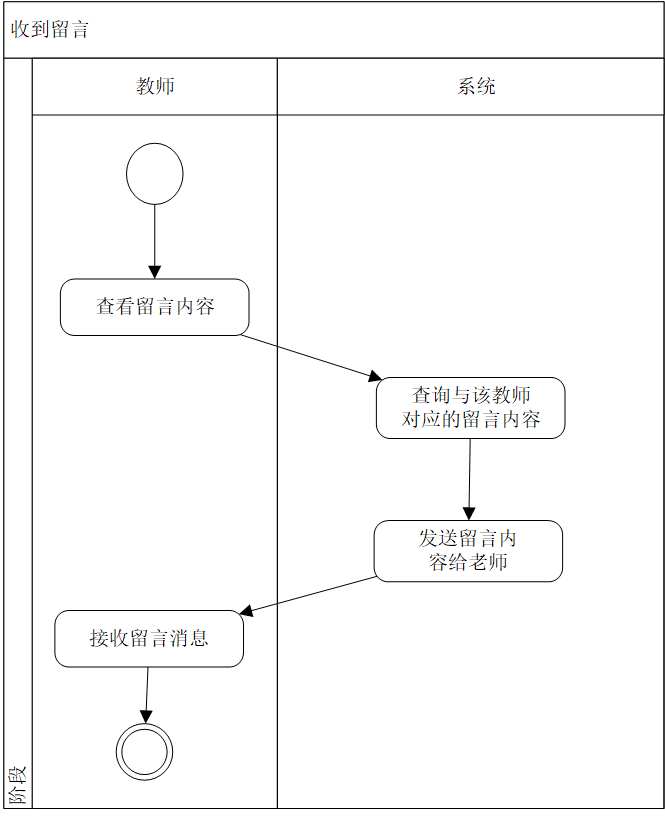 收到留言
教师
系统
查看留言内容
查询与该教师
对应的留言内容
发送留言内
容给老师
接收留言消息
阶段